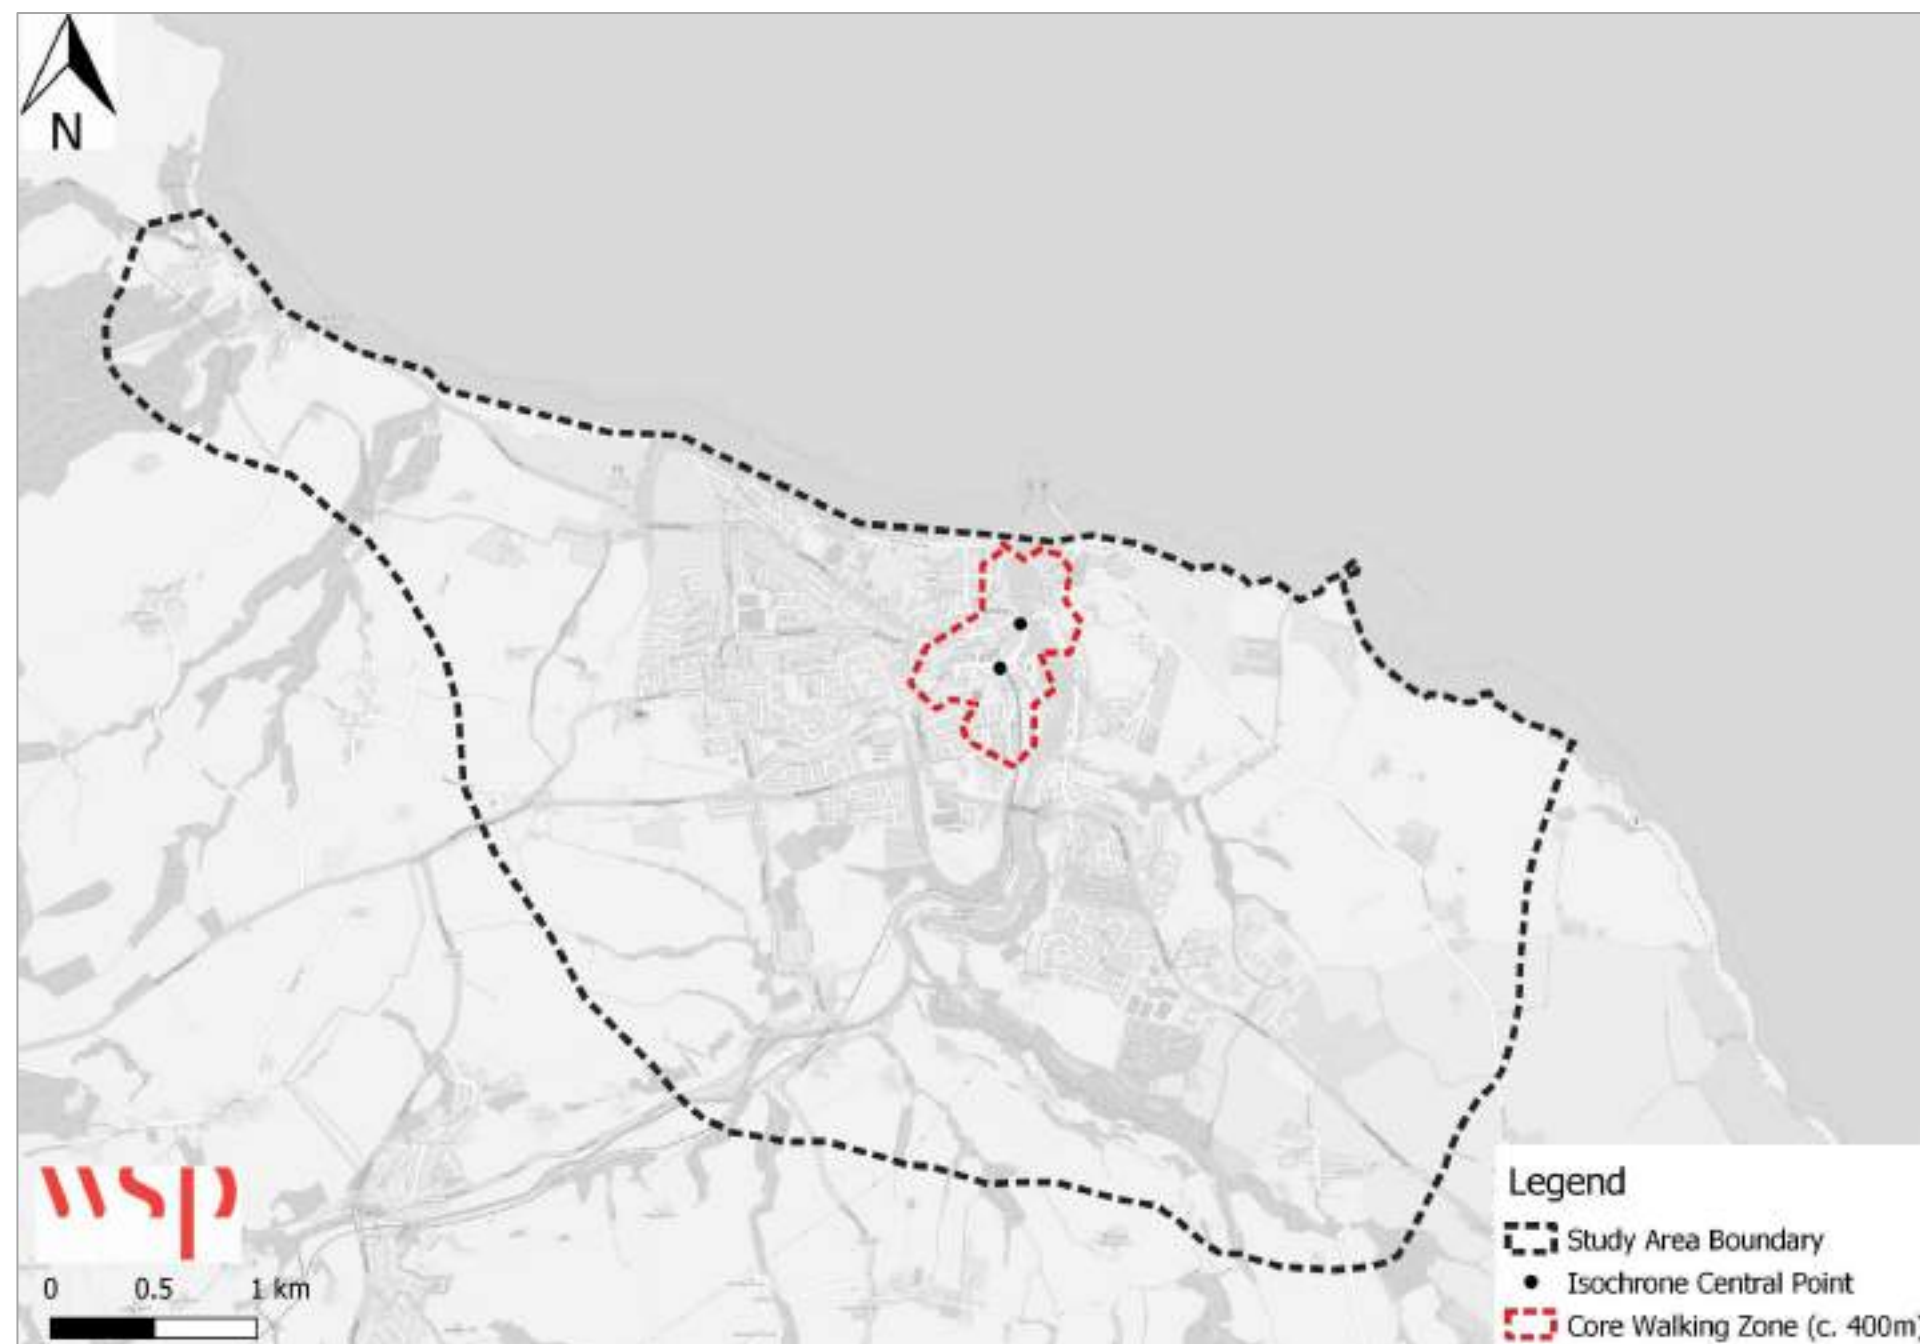 N
wsp
0 0.5 1 km
Legend
Study Area Boundary
Isochrone Central Point
Core Walking Zone (c. 400m